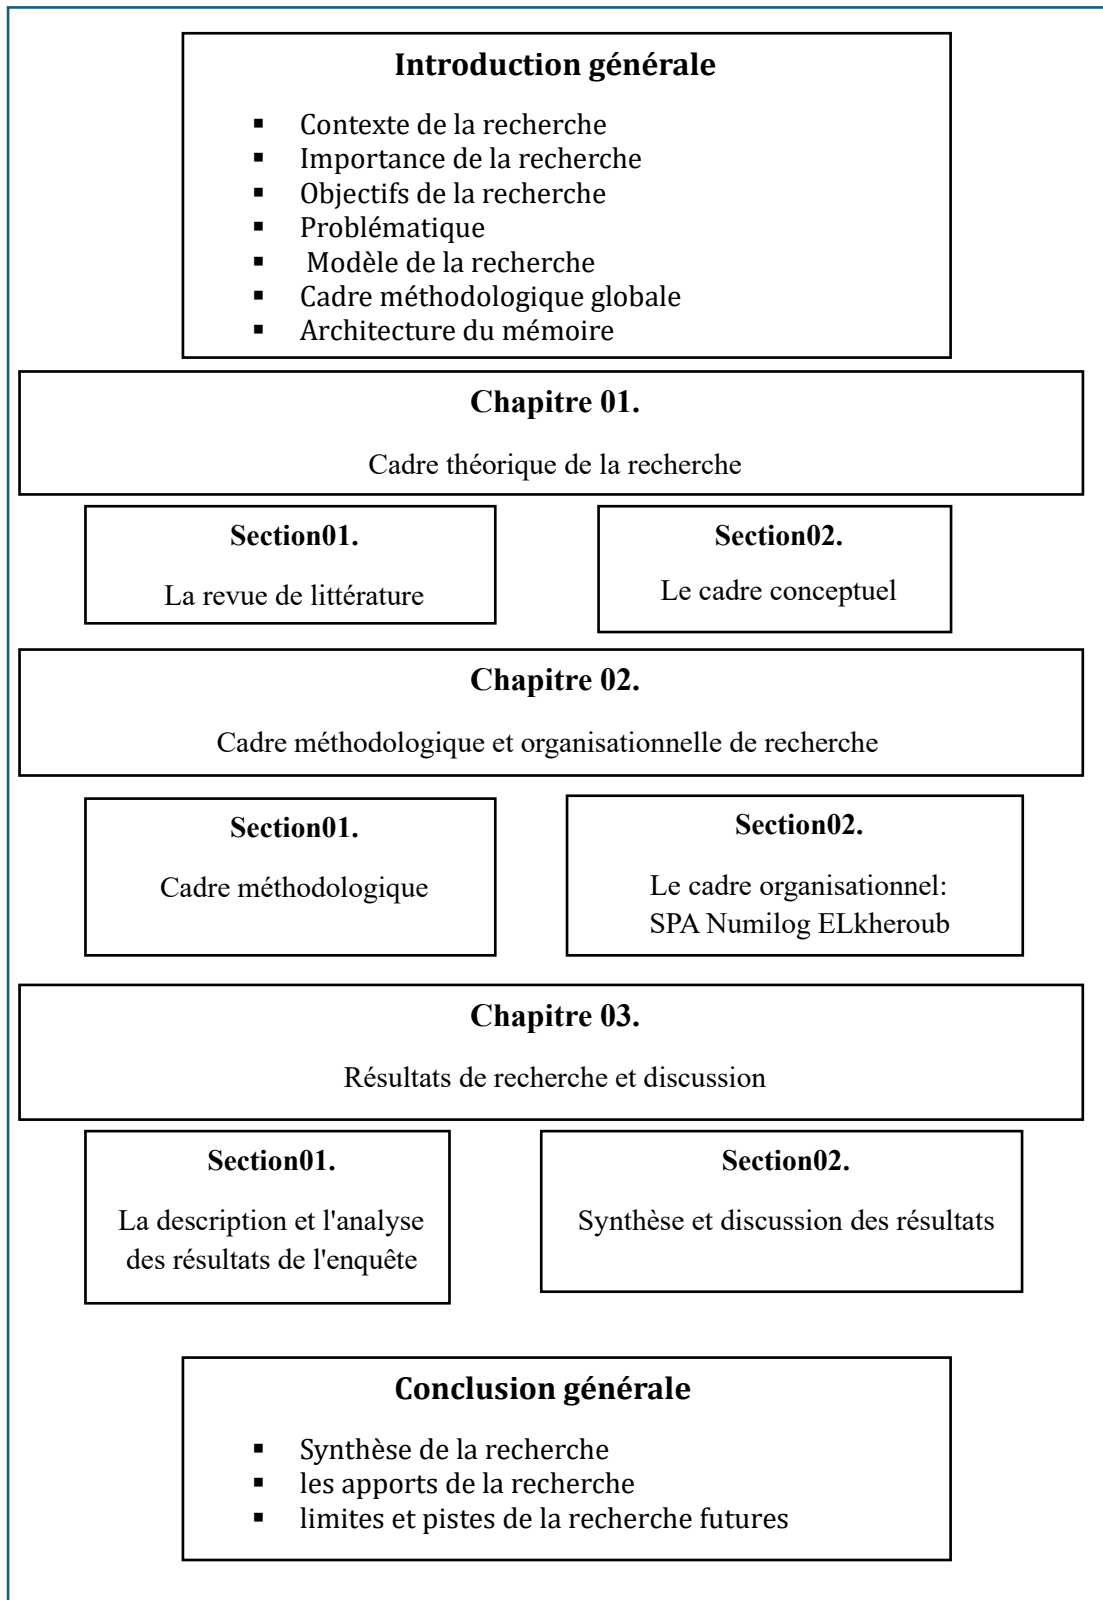 Introduction générale
▪ Contexte de la recherche
▪ Importance de la recherche
▪ Objectifs de la recherche
▪ Problématique
▪ Modèle de la recherche
▪ Cadre méthodologique globale
▪ Architecture du mémoire
Chapitre 01.
Cadre théorique de la recherche
Section01.
La revue de littérature
Section02.
Le cadre conceptuel
Chapitre 02.
Cadre méthodologique et organisationnelle de recherche
Section01.
Cadre méthodologique
Section02.
Le cadre organisationnel:
SPA Numilog ELkheroub
Chapitre 03.
Résultats de recherche et discussion
Section01.
La description et l'analyse
des résultats de l'enquête
Section02.
Synthèse et discussion des résultats
Conclusion générale
▪ Synthèse de la recherche
▪ les apports de la recherche
▪ limites et pistes de la recherche futures